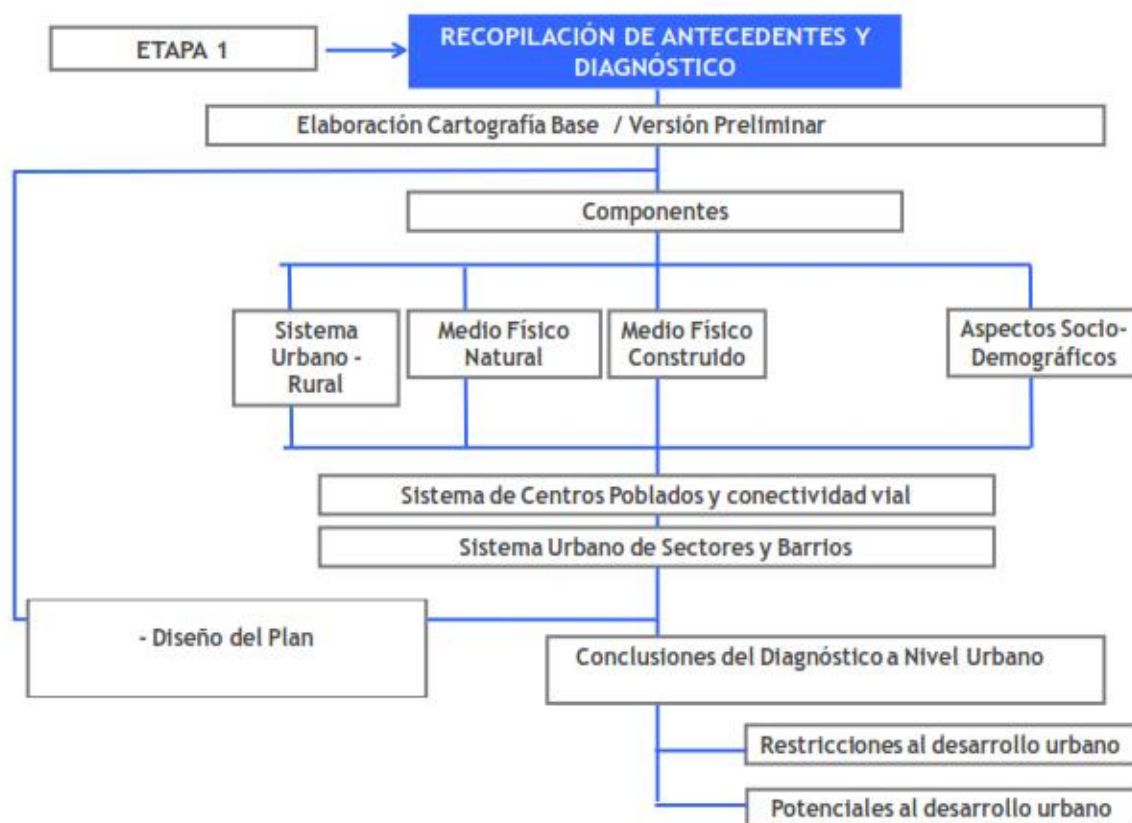 ETAPA 1
RECOPILACIÓN DE ANTECEDENTES Y
DIAGNÓSTICO
Elaboración Cartografía Base / Versión Preliminar
Componentes
Sistema
Urbano -
Rural
Medio Físico
Natural
Medio Físico
Construido
Aspectos Socio-
Demográficos
Sistema de Centros Poblados y conectividad vial
Sistema Urbano de Sectores y Barrios
- Diseño del Plan
Conclusiones del Diagnóstico a Nivel Urbano
Restricciones al desarrollo urbano
Potenciales al desarrollo urbano